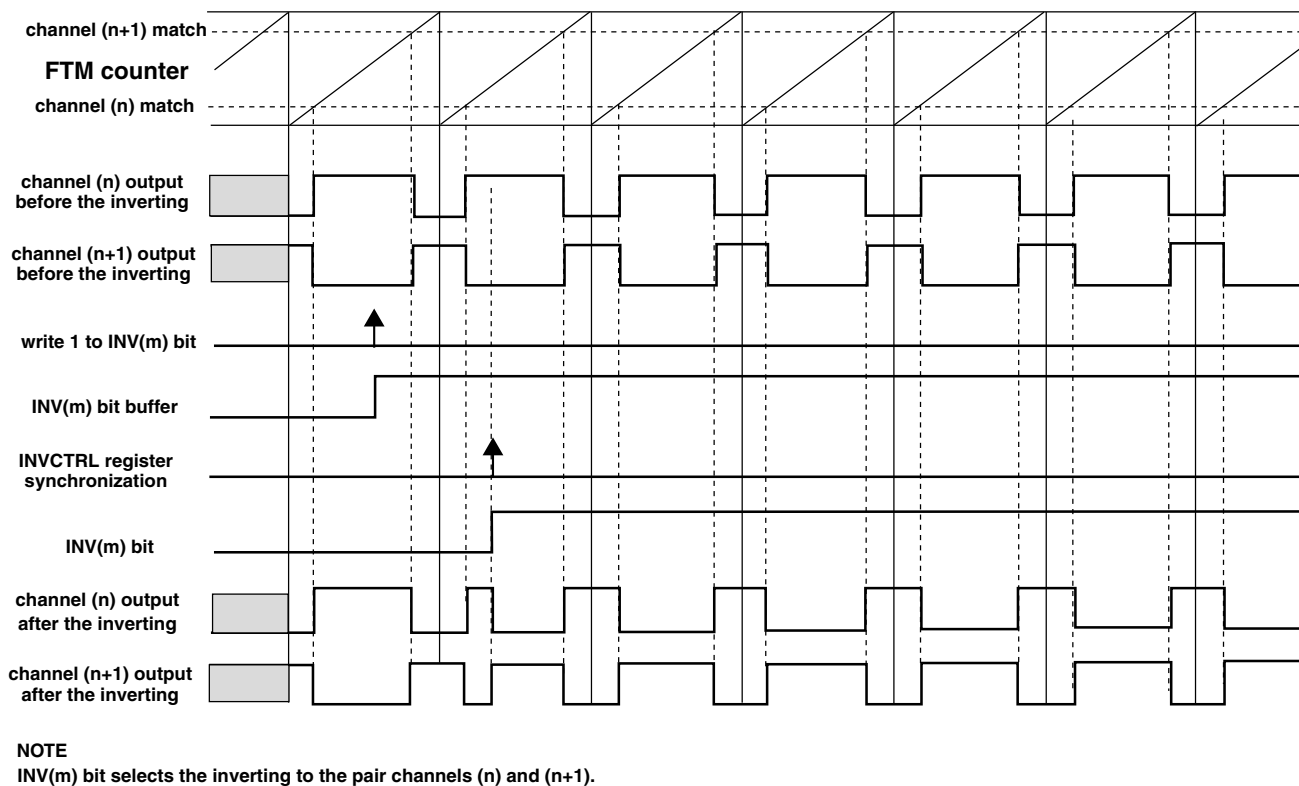 channel (n+1) match
FTM counter
channel (n) match
channel (n) output
before the inverting
channel (n+1) output
before the inverting
write 1 to INV(m) bit
INV(m) bit buffer
INVCTRL register
synchronization
INV(m) bit
channel (n) output
after the inverting
channel (n+1) output
after the inverting
NOTE
INV(m) bit selects the inverting to the pair channels (n) and (n+1).